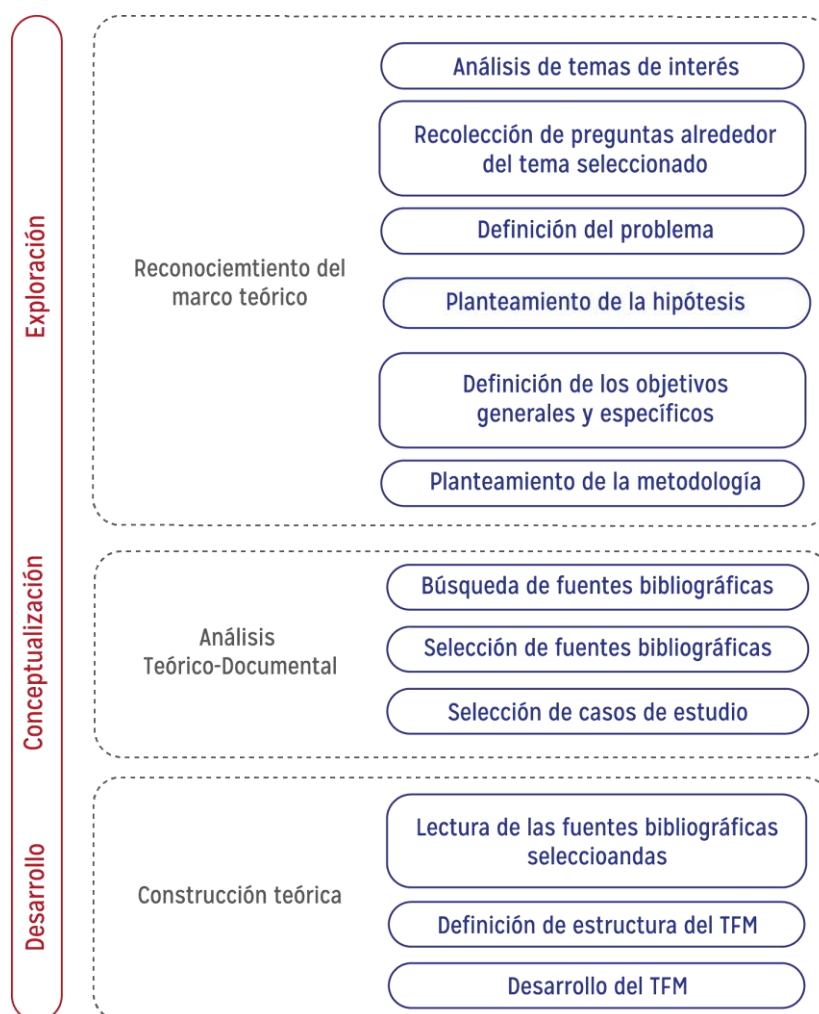 Exploración
Reconociemtiento del
marco teórico
Análisis de temas de interés
Recolección de preguntas alrededor
del tema seleccionado
Definición del problema
Planteamiento de la hipótesis
Definición de los objetivos
generales y específicos
Planteamiento de la metodología
Conceptualización
Análisis
Teórico-Documental
Búsqueda de fuentes bibliográficas
Selección de fuentes bibliográficas
Selección de casos de estudio
Desarrollo
Construcción teórica
Lectura de las fuentes bibliográficas
seleccioandas
Definición de estructura del TFM
Desarrollo del TFM